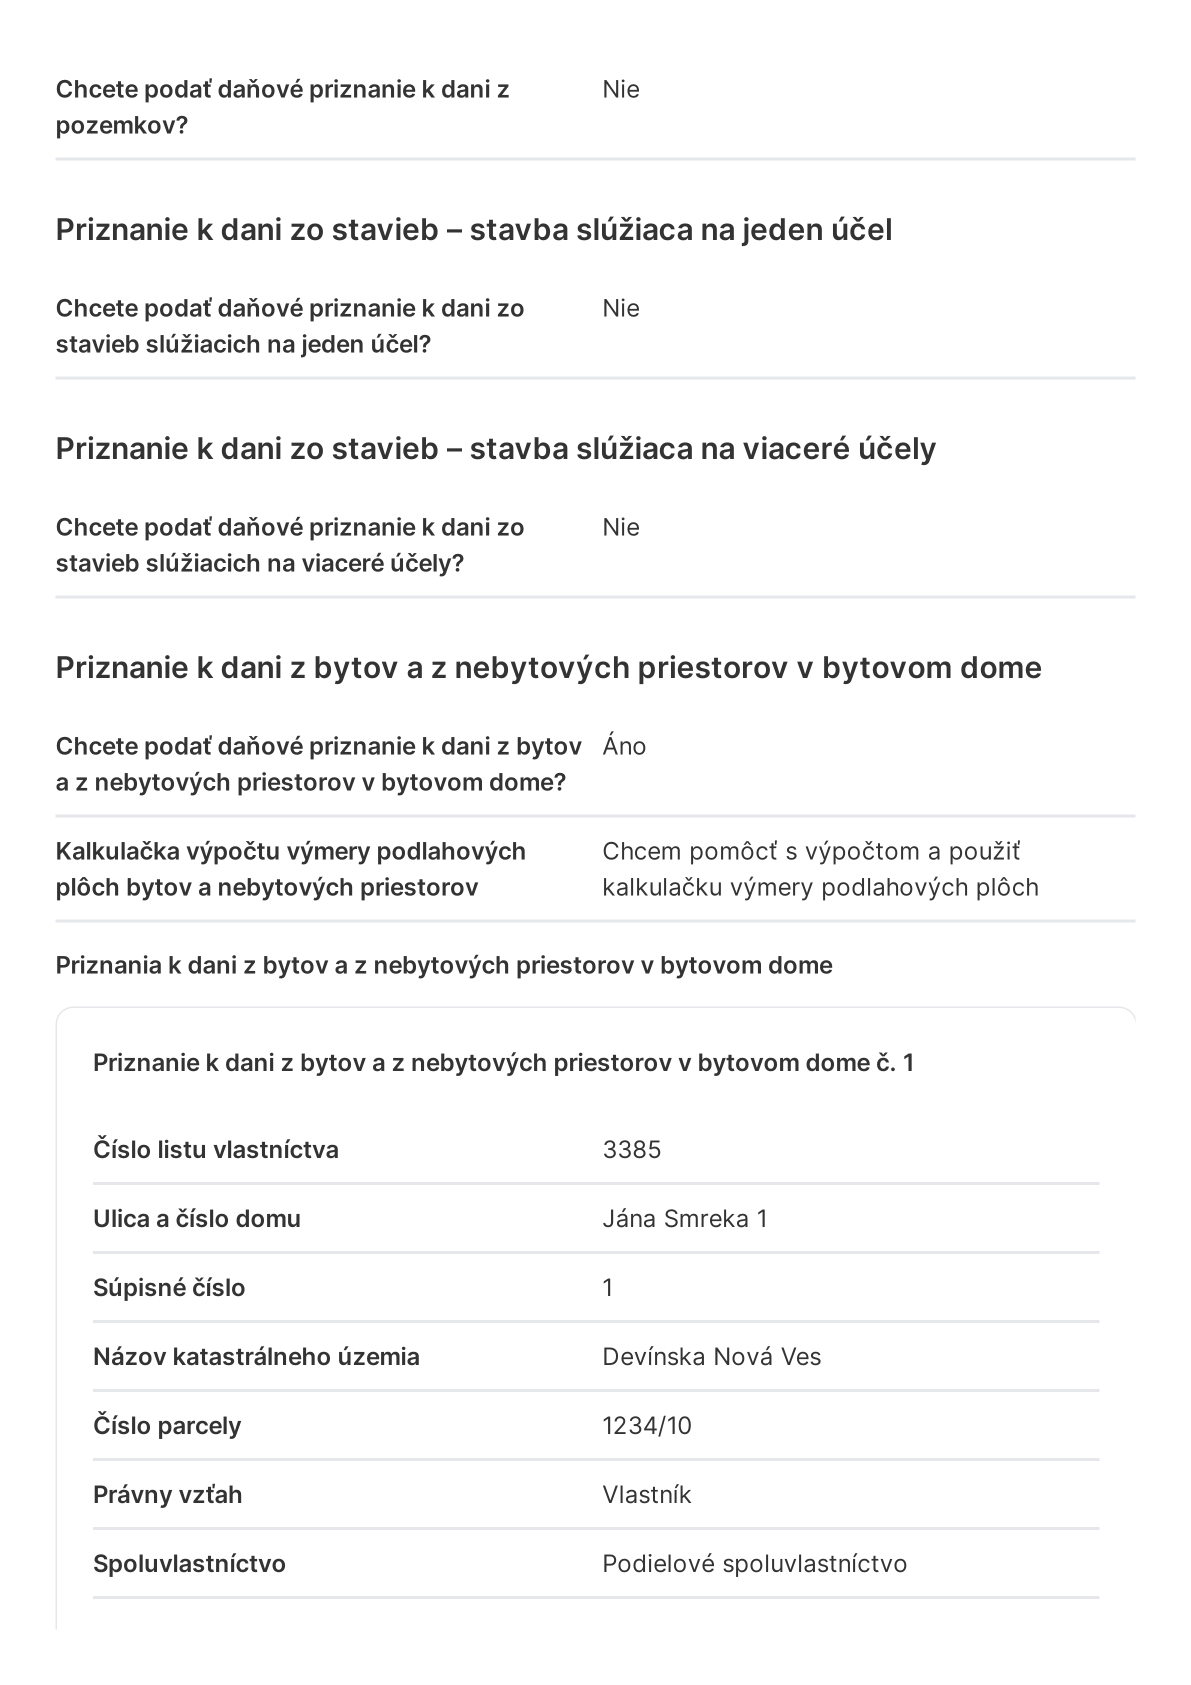 Chcete podať daňové priznanie k dani z Nie
pozemkov?
Priznanie k dani zo stavieb – stavba slúžiaca na jeden účel
Chcete podať daňové priznanie k dani zo Nie
stavieb slúžiacich na jeden účel?
Priznanie k dani zo stavieb – stavba slúžiaca na viaceré účely
Chcete podať daňové priznanie k dani zo Nie
stavieb slúžiacich na viaceré účely?
Priznanie k dani z bytov a z nebytových priestorov v bytovom dome
Chcete podať daňové priznanie k dani z bytov Áno
a z nebytových priestorov v bytovom dome?
Kalkulačka výpočtu výmery podlahových Chcem pomôcť s výpočtom a použiť
plôch bytov a nebytových priestorov kalkulačku výmery podlahových plôch
Priznania k dani z bytov a z nebytových priestorov v bytovom dome
Priznanie k dani z bytov a z nebytových priestorov v bytovom dome č. 1
Číslo listu vlastníctva 3385
Ulica a číslo domu Jána Smreka 1
Súpisné číslo 1
Názov katastrálneho územia Devínska Nová Ves
Číslo parcely 1234/10
Právny vzťah Vlastník
Spoluvlastníctvo Podielové spoluvlastníctvo